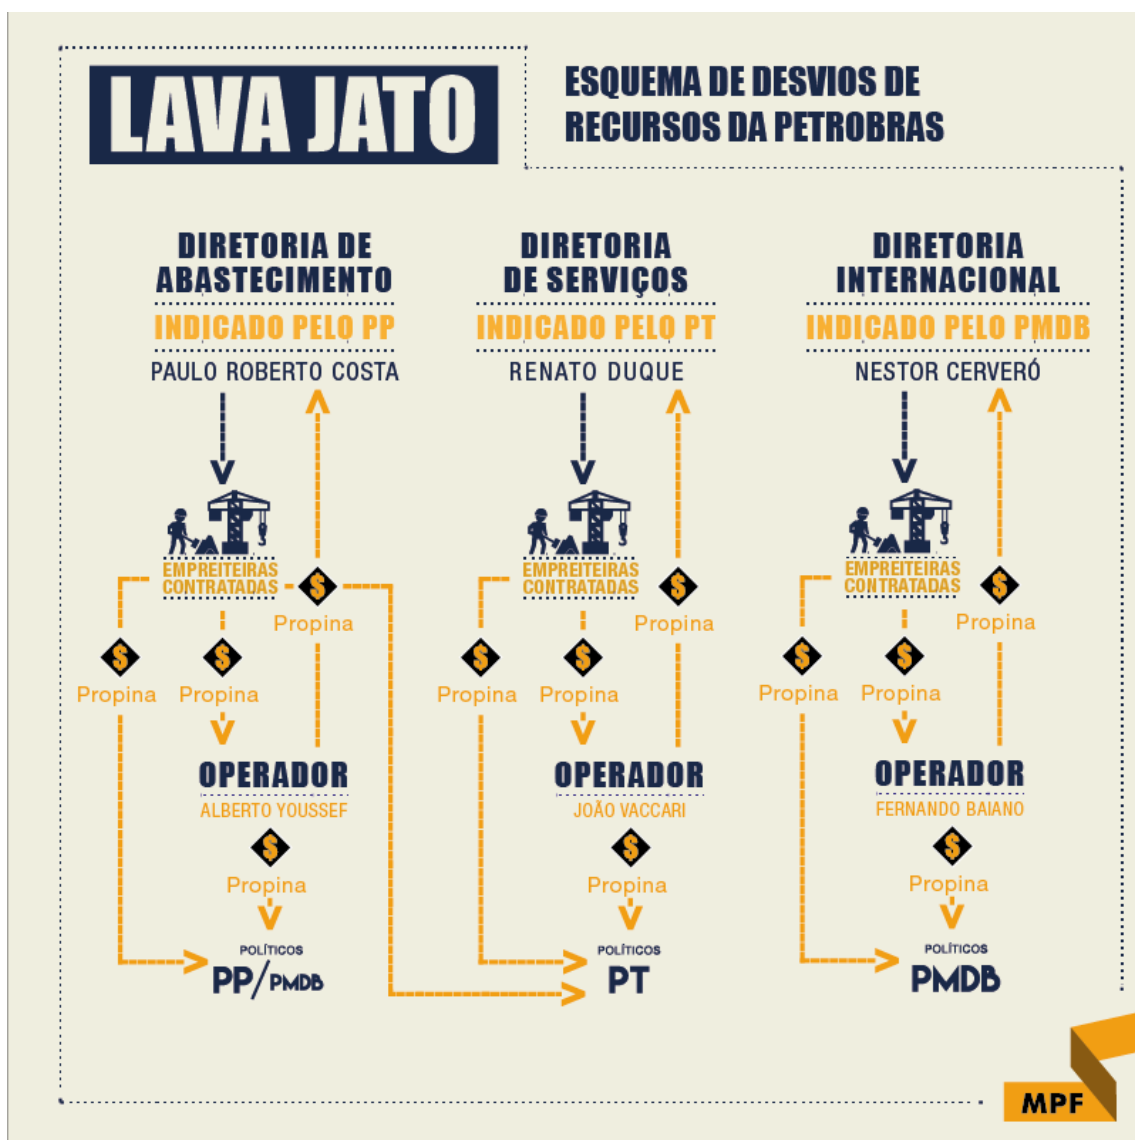 LAVA JATO
ESQUEMA DE DESVIOS DE
RECURSOS DA PETROBRAS
DIRETORIA DE
ABASTECIMENTO
INDICADO PELO PP
PAULO ROBERTO COSTA
EMPREITEIRAS
CONTRATADAS
$
Propina
$
Propina
$
Propina
OPERADOR
ALBERTO YOUSSEF
$
Propina
POLÍTICOS
PP/PMDB
DIRETORIA
DE SERVIÇOS
INDICADO PELO PT
RENATO DUQUE
EMPREITEIRAS
CONTRATADAS
$
Propina
$
Propina
$
Propina
OPERADOR
JOÃO VACCARI
$
Propina
POLÍTICOS
PT
DIRETORIA
INTERNACIONAL
INDICADO PELO PMDB
NESTOR CERVERÓ
EMPREITEIRAS
CONTRATADAS
$
Propina
$
Propina
$
Propina
OPERADOR
FERNANDO BAIANO
$
Propina
POLÍTICOS
PMDB
MPF